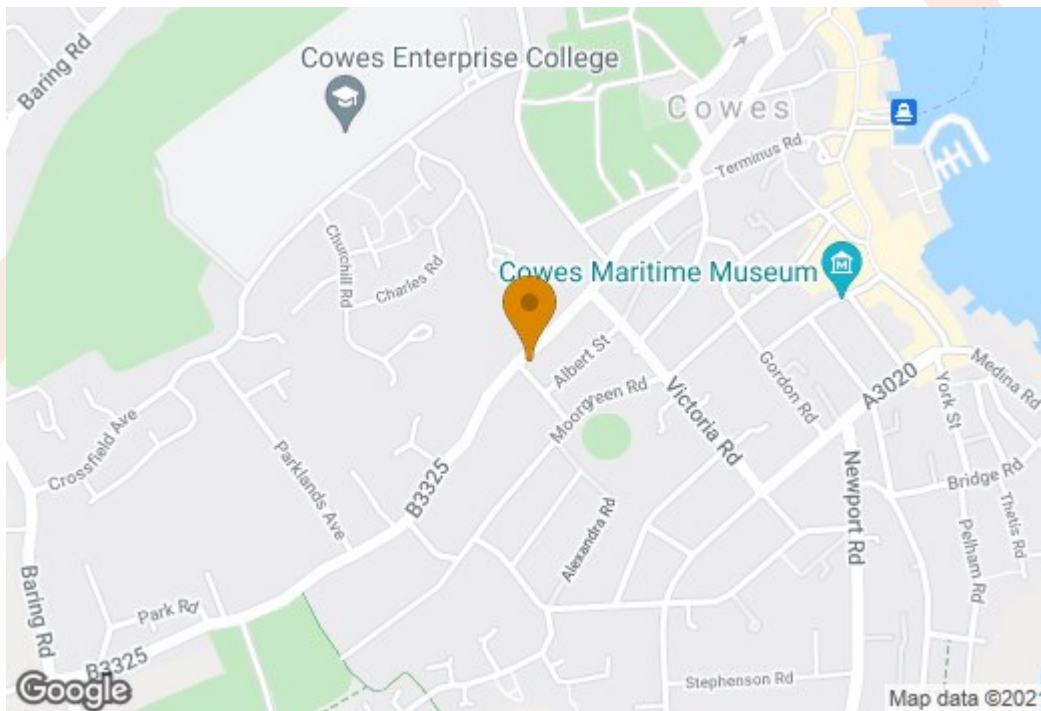 Baring Rd
Cowes Enterprise College
Cowes
Terminus Rd
Churchill Rd
Charles Rd
Cowes Maritime Museum
Albert St
Gordon Rd
A3020
Medina Rd
York St
Moorgreen Rd
Victoria Rd
Crossfield Ave
Parklands Ave
B3325
Newport Rd
Bridge Rd
Thetis Rd
Pelham Rd
Alexandra Rd
Baring Rd
Park Rd
B3325
Stephenson Rd
Google
Map data ©2021